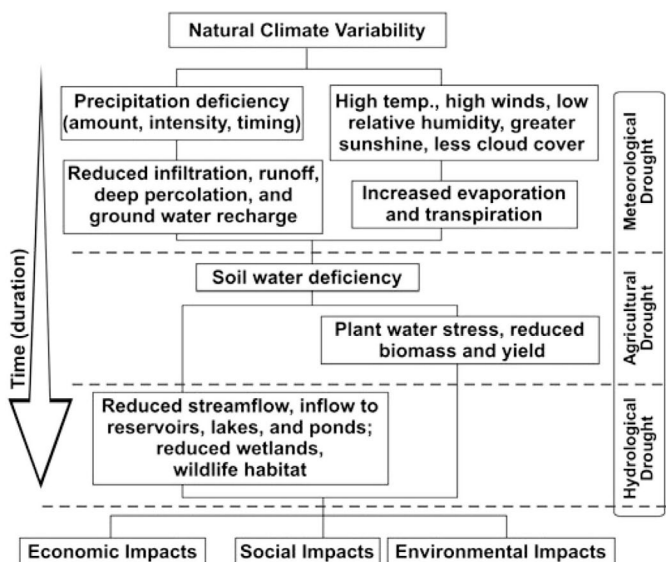 Natural Climate Variability
Precipitation deficiency
(amount, intensity, timing)
High temp., high winds, low
relative humidity, greater
sunshine, less cloud cover
Reduced infiltration, runoff,
deep percolation, and
ground water recharge
Increased evaporation
and transpiration
Meteorological
Drought
Time (duration)
Soil water deficiency
Plant water stress, reduced
biomass and yield
Agricultural
Drought
Reduced streamflow, inflow to
reservoirs, lakes, and ponds;
reduced wetlands,
wildlife habitat
Hydrological
Drought
Economic Impacts
Social Impacts
Environmental Impacts